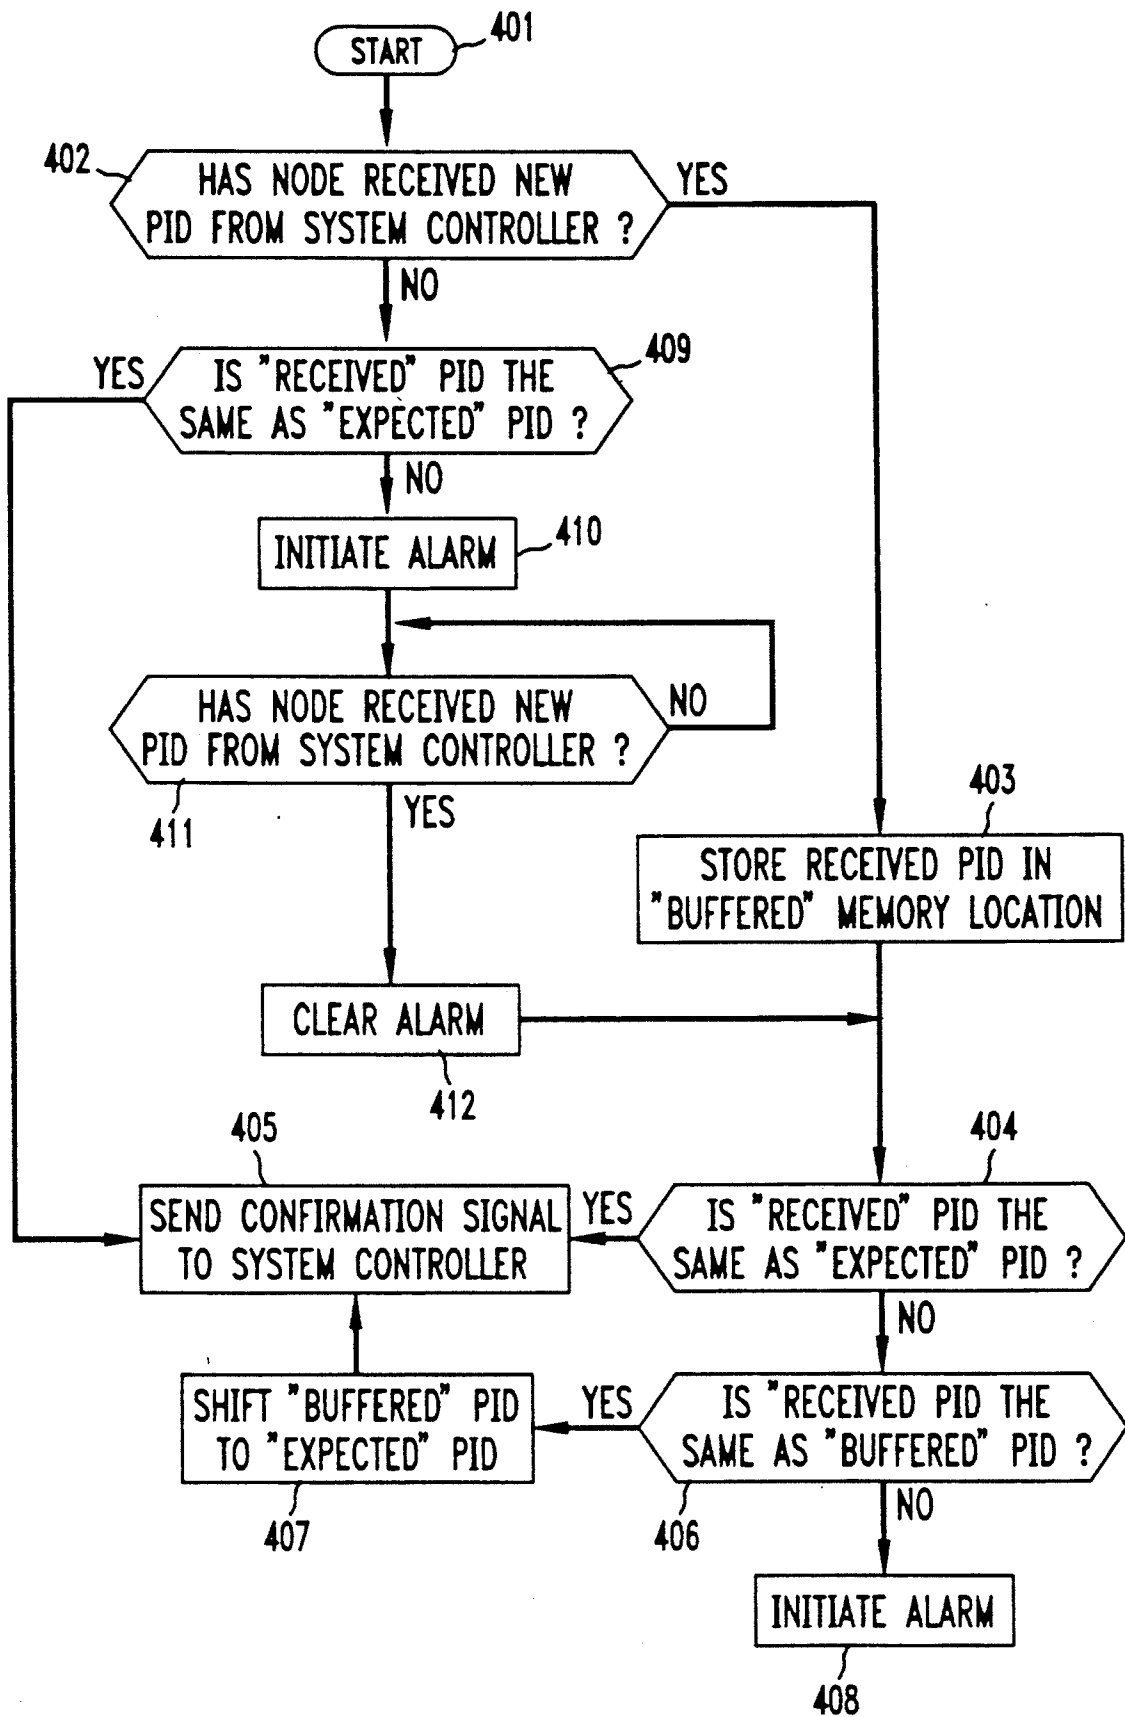 START
401
402
HAS NODE RECEIVED NEW
PID FROM SYSTEM CONTROLLER ?
YES
NO
409
YES
IS "RECEIVED" PID THE
SAME AS "EXPECTED" PID ?
NO
410
INITIATE ALARM
HAS NODE RECEIVED NEW
PID FROM SYSTEM CONTROLLER ?
NO
411
YES
403
STORE RECEIVED PID IN
"BUFFERED" MEMORY LOCATION
CLEAR ALARM
412
405
404
SEND CONFIRMATION SIGNAL
TO SYSTEM CONTROLLER
YES
IS "RECEIVED" PID THE
SAME AS "EXPECTED" PID ?
NO
SHIFT "BUFFERED" PID
TO "EXPECTED" PID
YES
IS "RECEIVED PID THE
SAME AS "BUFFERED" PID ?
407
406
NO
INITIATE ALARM
408